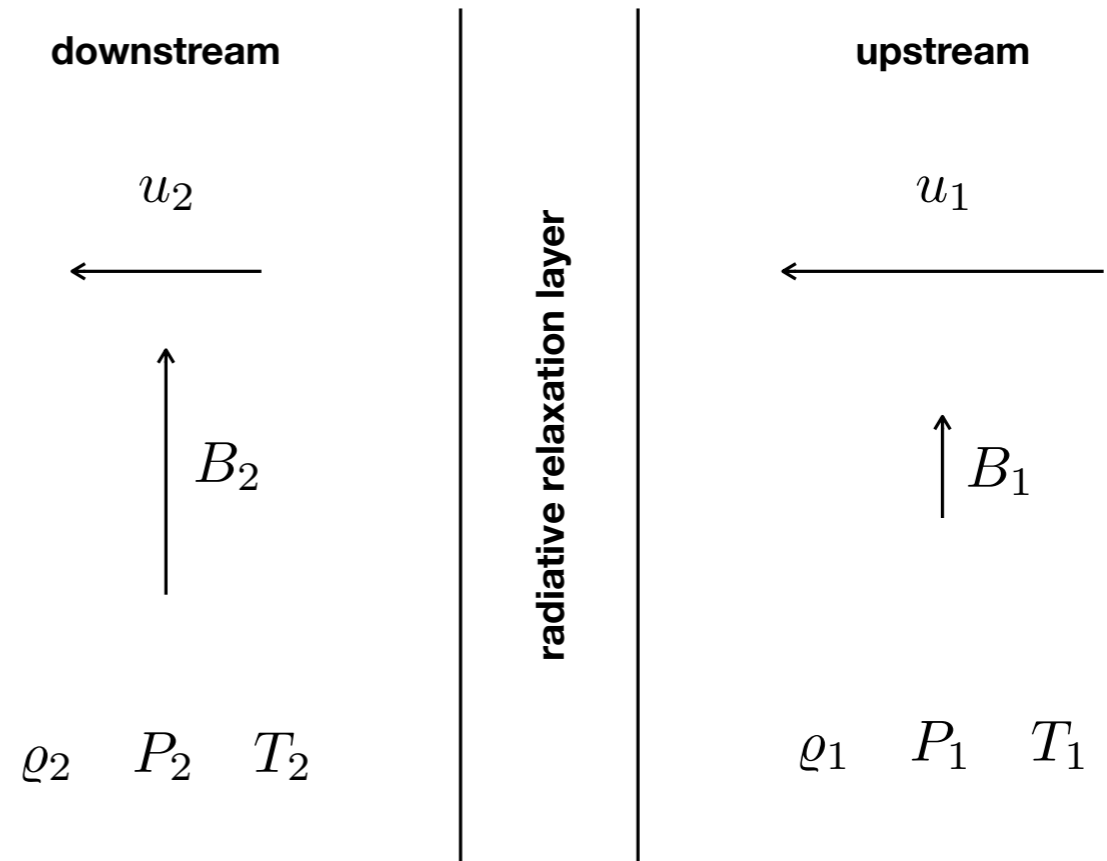 downstream
upstream
u₂
u₁
radiative relaxation layer
B₂
B₁
ϱ₂ P₂ T₂
ϱ₁ P₁ T₁